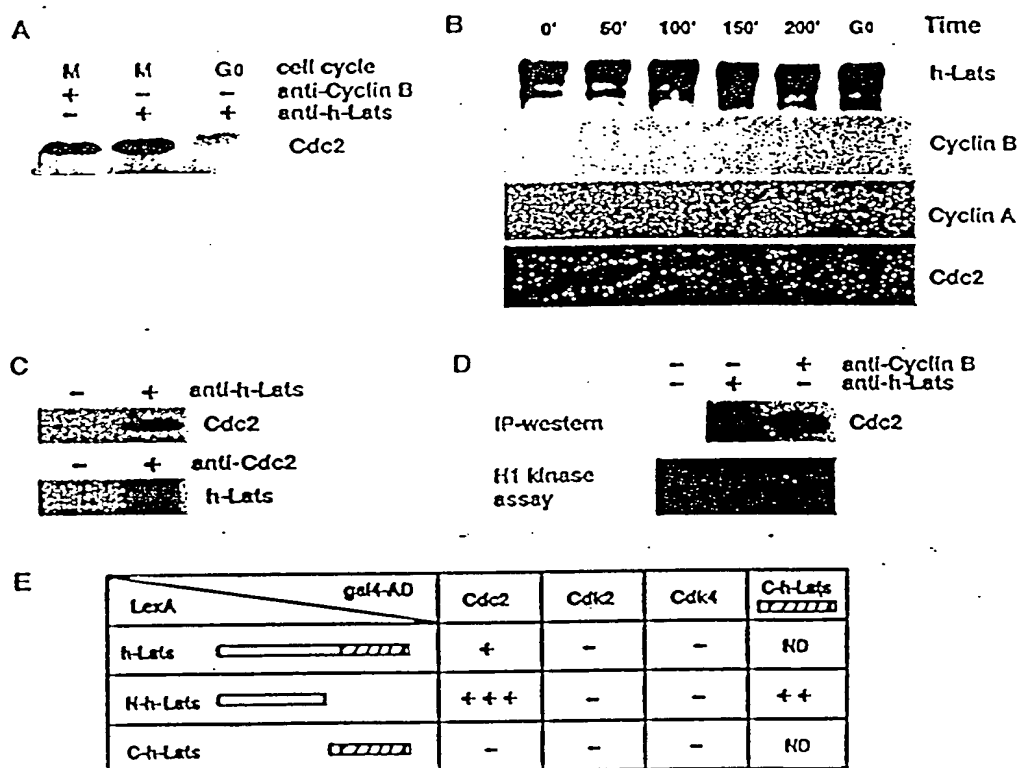 A
M M G0 cell cycle
+ − − anti-Cyclin B
− + + anti-h-Lats
Cdc2
B
0' 50' 100' 150' 200' G0 Time
h-Lats
Cyclin B
Cyclin A
Cdc2
C
− + anti-h-Lats
Cdc2
− + anti-Cdc2
h-Lats
D
− − + anti-Cyclin B
− + − anti-h-Lats
IP-western Cdc2
H1 kinase
assay
E
gal4-AD
LexA
Cdc2 Cdk2 Cdk4 C-h-Lats
h-Lats + − − ND
N-h-Lats +++ − − ++
C-h-Lats − − − ND